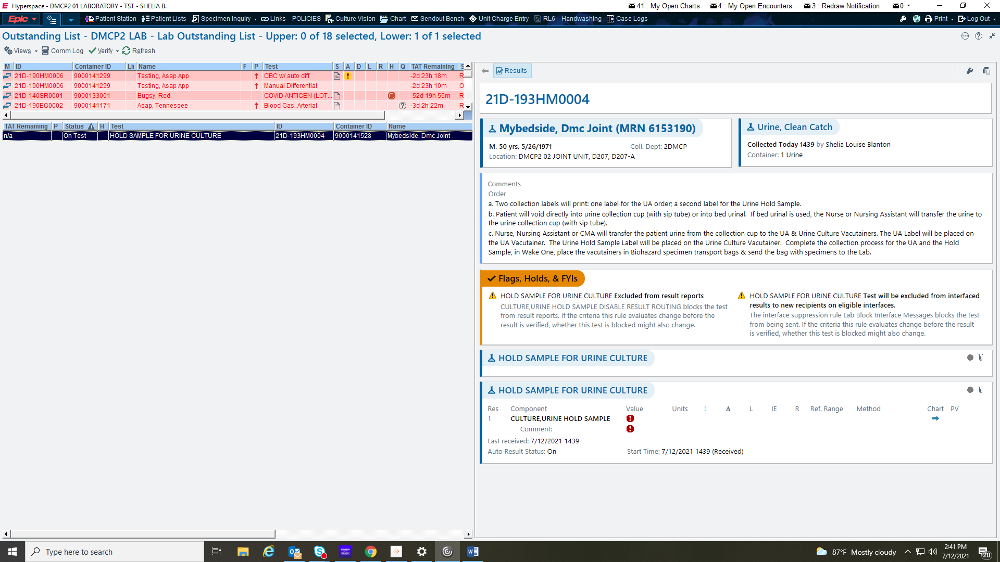 Hyperspace - DMCP2 01 LABORATORY - TST - SHELIA B.
41 : My Open Charts 4 : My Open Encounters 3 : Redraw Notification 0
Epic Patient Station Patient Lists Specimen Inquiry Links POLICIES Culture Vision Chart Sendout Bench Unit Charge Entry RL6 Handwashing Case Logs Print Log Out
Outstanding List - DMCP2 LAB - Lab Outstanding List - Upper: 0 of 18 selected, Lower: 1 of 1 selected
Views Comm Log Verify Refresh
M ID Container ID Name F P Test S A D L R H Q TAT Remaining S
21D-190HM0006 9000141299 Testing, Asap App CBC w/ auto diff -2d 23h 18m R
21D-190HM0006 9000141299 Testing, Asap App Manual Differential -2d 23h 10m O
21D-140SR0001 9000133001 Bugsy, Red COVID ANTIGEN (LOT... -52d 19h 56m R
21D-190BG0002 9000141171 Asap, Tennessee Blood Gas, Arterial -3d 2h 22m R
TAT Remaining P Status H Test ID Container ID Name
n/a On Test HOLD SAMPLE FOR URINE CULTURE 21D-193HM0004 9000141528 Mybedside, Dmc Joint
Results
21D-193HM0004
Mybedside, Dmc Joint (MRN 6153190)
M, 50 yrs, 5/26/1971 Coll. Dept: 2DMCP
Location: DMCP2 02 JOINT UNIT, D207, D207-A
Urine, Clean Catch
Collected Today 1439 by Shelia Louise Blanton
Container: 1 Urine
Comments
Order
a. Two collection labels will print: one label for the UA order; a second label for the Urine Hold Sample.
b. Patient will void directly into urine collection cup (with sip tube) or into bed urinal. If bed urinal is used, the Nurse or Nursing Assistant will transfer the urine to
the urine collection cup (with sip tube).
c. Nurse, Nursing Assistant or CMA will transfer the patient urine from the collection cup to the UA & Urine Culture Vacutainers. The UA Label will be placed on
the UA Vacutainer. The Urine Hold Sample Label will be placed on the Urine Culture Vacutainer. Complete the collection process for the UA and the Hold
Sample, in Wake One, place the vacutainers in Biohazard specimen transport bags & send the bag with specimens to the Lab.
Flags, Holds, & FYIs
HOLD SAMPLE FOR URINE CULTURE Excluded from result reports
CULTURE,URINE HOLD SAMPLE DISABLE RESULT ROUTING blocks the test
from result reports. If the criteria this rule evaluates change before the
result is verified, whether this test is blocked might also change.
HOLD SAMPLE FOR URINE CULTURE Test will be excluded from interfaced
results to new recipients on eligible interfaces.
The interface suppression rule Lab Block Interface Messages blocks the test
from being sent. If the criteria this rule evaluates change before the result
is verified, whether this test is blocked might also change.
HOLD SAMPLE FOR URINE CULTURE
HOLD SAMPLE FOR URINE CULTURE
Res Component Value Units ! Δ L IE R Ref. Range Method Chart PV
1 CULTURE,URINE HOLD SAMPLE
Comment:
Last received: 7/12/2021 1439
Auto Result Status: On Start Time: 7/12/2021 1439 (Received)
Type here to search
87°F Mostly cloudy
2:41 PM
7/12/2021
20